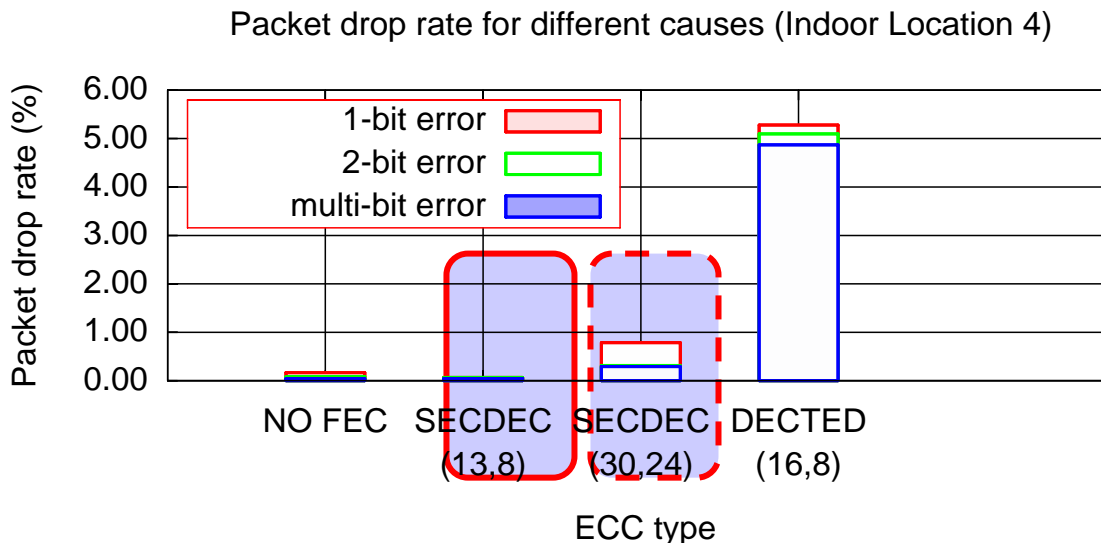 Packet drop rate for different causes (Indoor Location 4)
Packet drop rate (%)
6.00
5.00
4.00
3.00
2.00
1.00
0.00
1-bit error
2-bit error
multi-bit error
NO FEC SECDEC SECDEC DECTED
(13,8) (30,24) (16,8)
ECC type